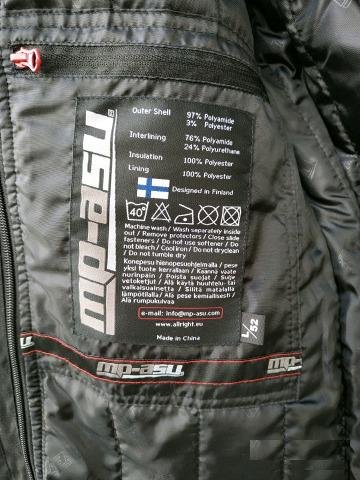 mp-asu
Outer Shell 97% Polyamide
3% Polyester
Interlining 76% Polyamide
24% Polyurethane
Insulation 100% Polyester
Lining 100% Polyester
Designed in Finland
40°
Machine wash / Wash separately inside
out / Remove protectors / Close slide
fasteners / Do not use softener / Do
not bleach / Cool iron / Do not dryclean
/ Do not tumble dry
Konepesu hienopesuohjelmalla / pese
yksi tuote kerrallaan / Käännä vaate
nurinpäin / Poista suojat / Sulje
vetoketjut / Älä käytä huuhtelu- tai
valkaisuainetta / Silitä matalalla
lämpötilalla / Älä pese kemiallisesti /
Älä rumpukuivaa
e-mail: info@mp-asu.com
www.allright.eu
Made in China
L/52
mp-asu